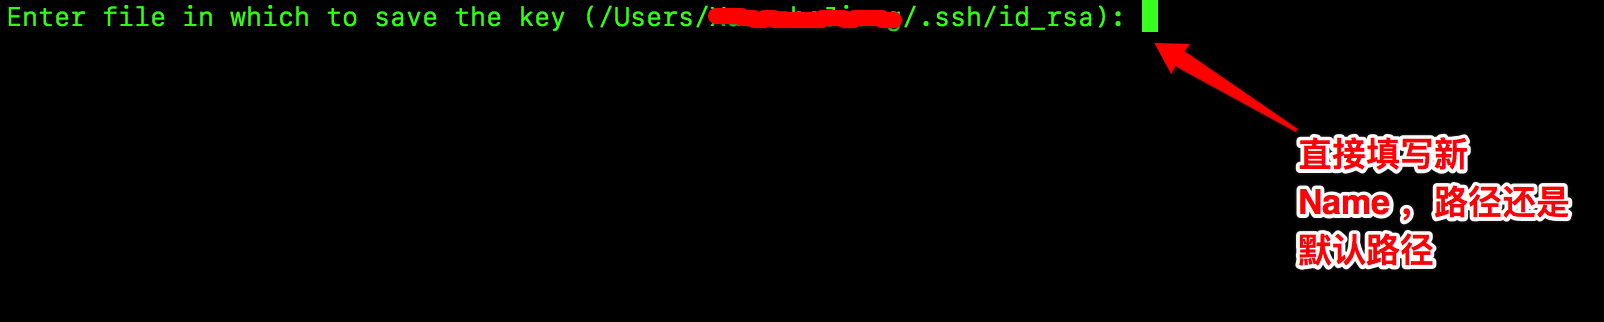 Enter file in which to save the key (/Users/ /.ssh/id_rsa):
直接填写新
Name ，路径还是
默认路径